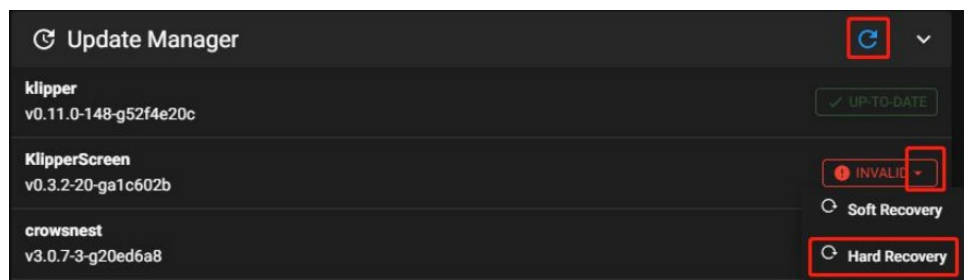 Update Manager
klipper
v0.11.0-148-g52f4e20c
UP-TO-DATE
KlipperScreen
v0.3.2-20-ga1c602b
INVALID
Soft Recovery
crowsnest
v3.0.7-3-g20ed6a8
Hard Recovery